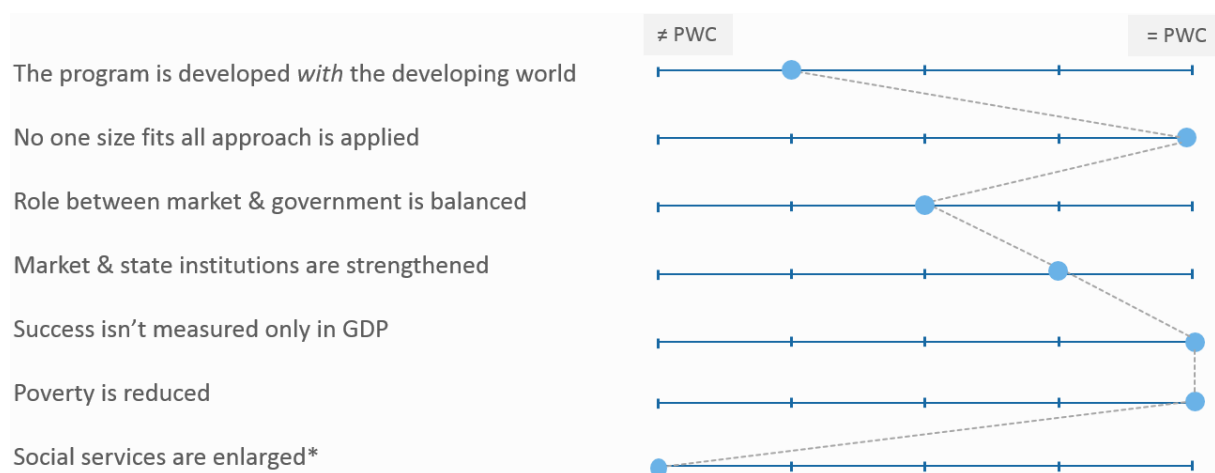 ≠ PWC
= PWC
The program is developed with the developing world
No one size fits all approach is applied
Role between market & government is balanced
Market & state institutions are strengthened
Success isn’t measured only in GDP
Poverty is reduced
Social services are enlarged*